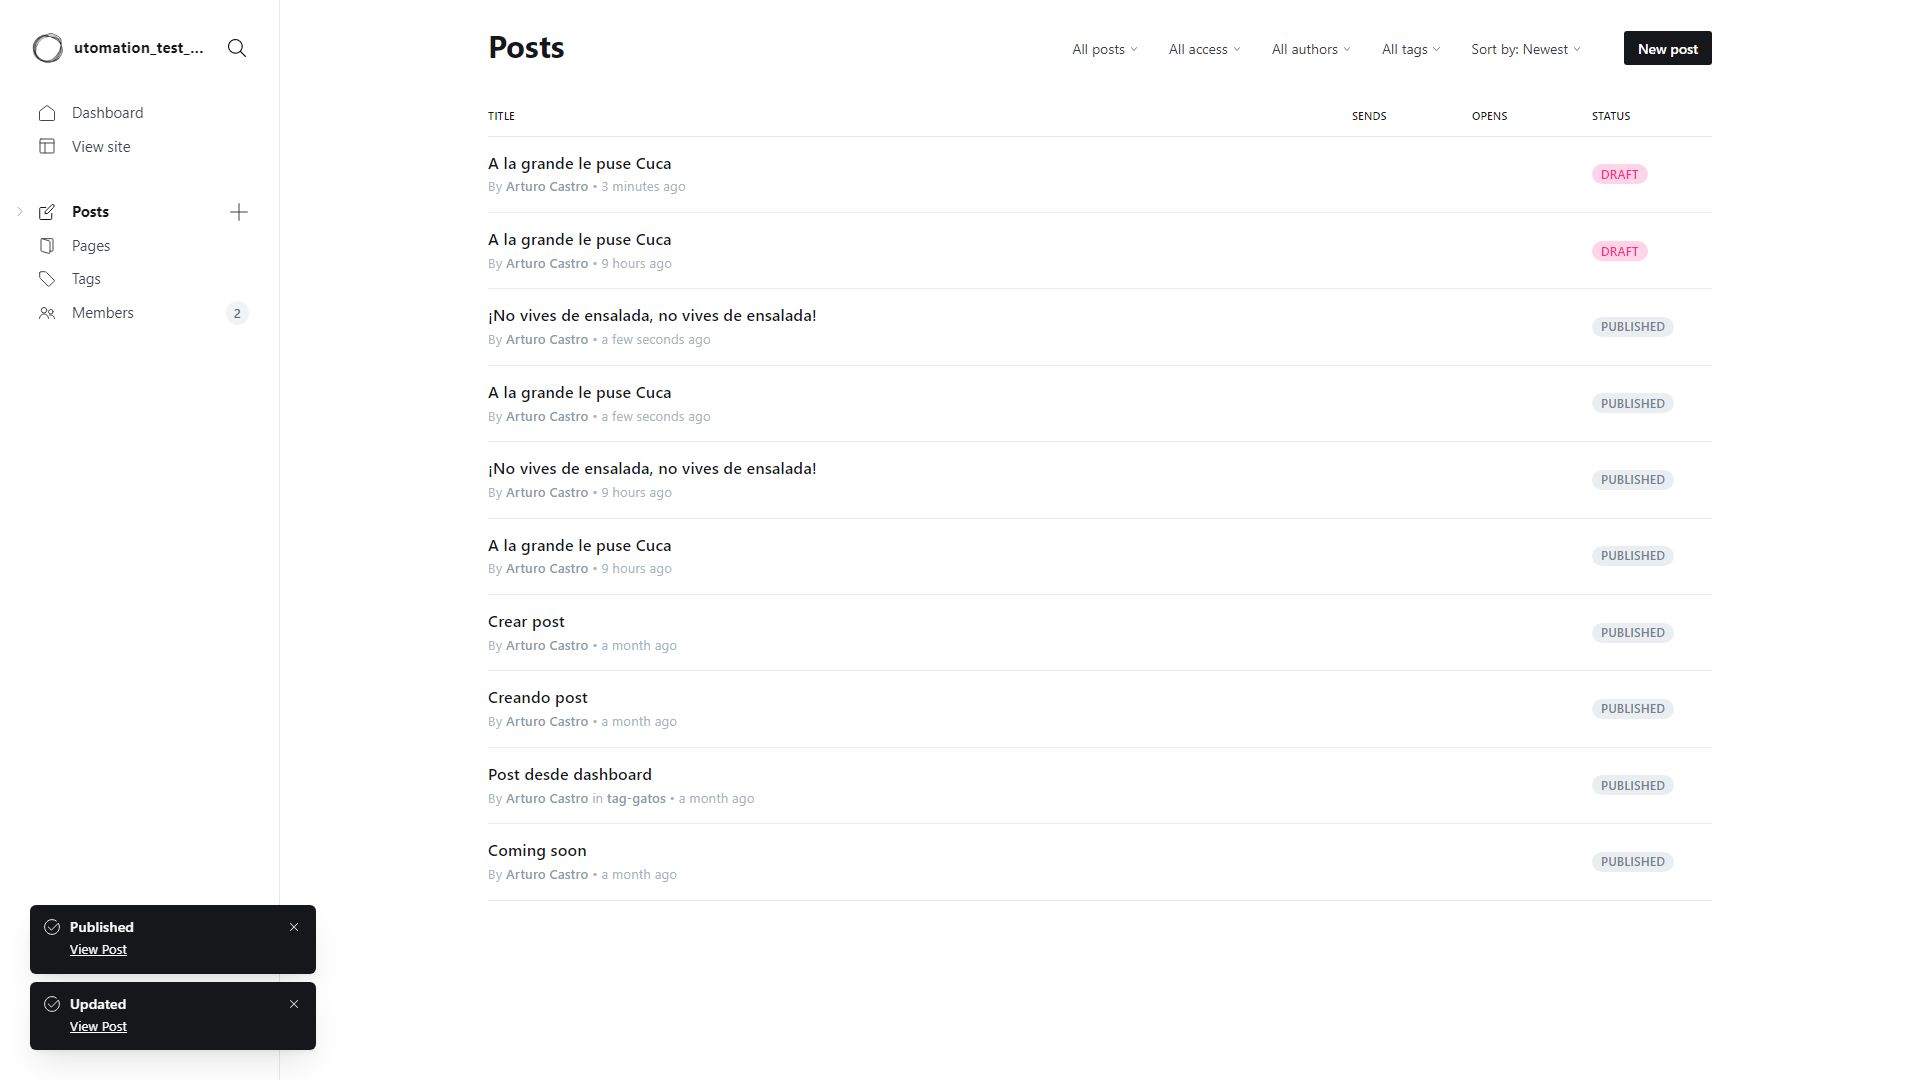 utomation_test_...
Dashboard
View site
Posts
Pages
Tags
Members
2
Posts
All posts
All access
All authors
All tags
Sort by: Newest
New post
TITLE
SENDS
OPENS
STATUS
A la grande le puse Cuca
By Arturo Castro • 3 minutes ago
DRAFT
A la grande le puse Cuca
By Arturo Castro • 9 hours ago
DRAFT
¡No vives de ensalada, no vives de ensalada!
By Arturo Castro • a few seconds ago
PUBLISHED
A la grande le puse Cuca
By Arturo Castro • a few seconds ago
PUBLISHED
¡No vives de ensalada, no vives de ensalada!
By Arturo Castro • 9 hours ago
PUBLISHED
A la grande le puse Cuca
By Arturo Castro • 9 hours ago
PUBLISHED
Crear post
By Arturo Castro • a month ago
PUBLISHED
Creando post
By Arturo Castro • a month ago
PUBLISHED
Post desde dashboard
By Arturo Castro in tag-gatos • a month ago
PUBLISHED
Coming soon
By Arturo Castro • a month ago
PUBLISHED
Published
View Post
Updated
View Post